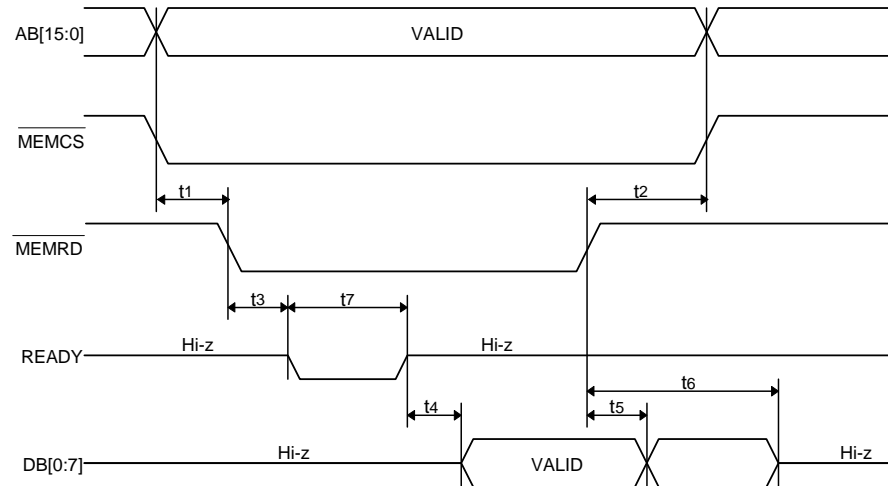 AB[15:0]
VALID
MEMCS
t1
t2
MEMRD
t3
t7
Hi-z
Hi-z
READY
t6
t4
t5
Hi-z
VALID
Hi-z
DB[0:7]